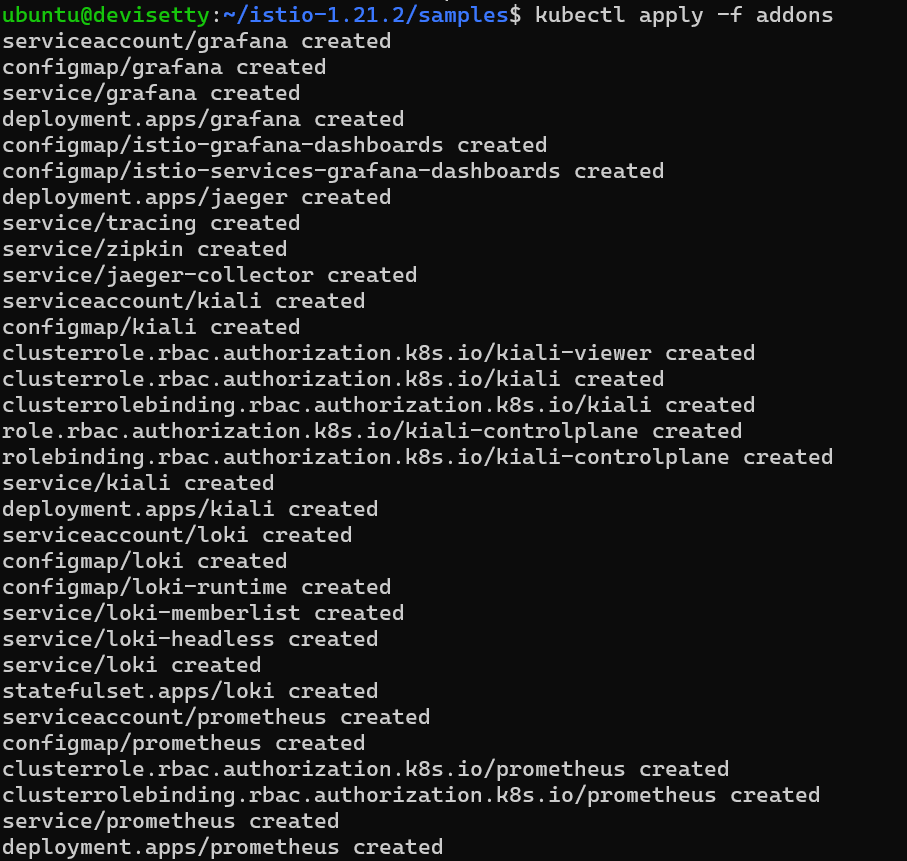 ubuntu@devisetty:~/istio-1.21.2/samples$ kubectl apply -f addons
serviceaccount/grafana created
configmap/grafana created
service/grafana created
deployment.apps/grafana created
configmap/istio-grafana-dashboards created
configmap/istio-services-grafana-dashboards created
deployment.apps/jaeger created
service/tracing created
service/zipkin created
service/jaeger-collector created
serviceaccount/kiali created
configmap/kiali created
clusterrole.rbac.authorization.k8s.io/kiali-viewer created
clusterrole.rbac.authorization.k8s.io/kiali created
clusterrolebinding.rbac.authorization.k8s.io/kiali created
role.rbac.authorization.k8s.io/kiali-controlplane created
rolebinding.rbac.authorization.k8s.io/kiali-controlplane created
service/kiali created
deployment.apps/kiali created
serviceaccount/loki created
configmap/loki created
configmap/loki-runtime created
service/loki-memberlist created
service/loki-headless created
service/loki created
statefulset.apps/loki created
serviceaccount/prometheus created
configmap/prometheus created
clusterrole.rbac.authorization.k8s.io/prometheus created
clusterrolebinding.rbac.authorization.k8s.io/prometheus created
service/prometheus created
deployment.apps/prometheus created